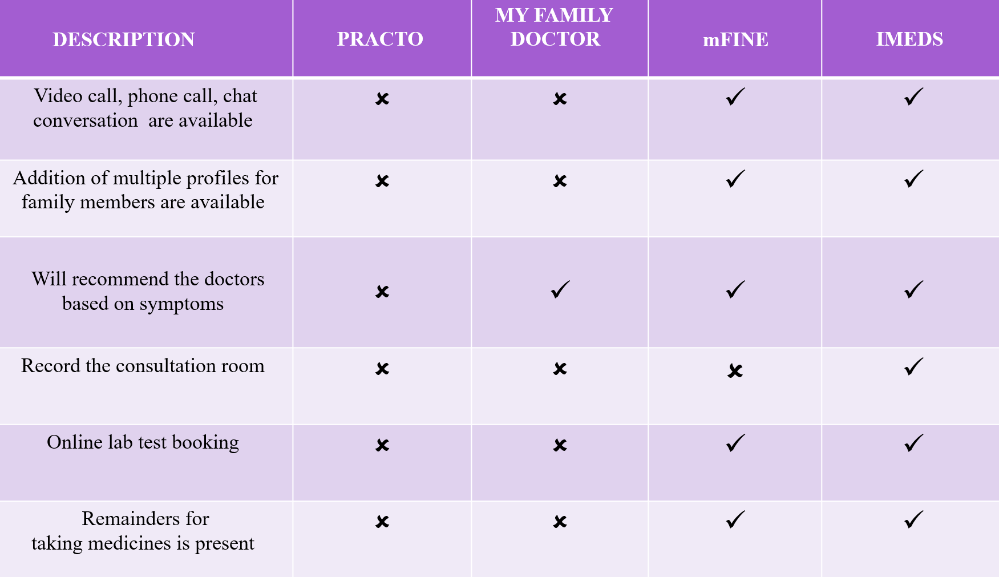 DESCRIPTION
PRACTO
MY FAMILY
DOCTOR
mFINE
IMEDS
Video call, phone call, chat
conversation  are available
✘ ✘ ✓ ✓
Addition of multiple profiles for
family members are available
✘ ✘ ✓ ✓
Will recommend the doctors
based on symptoms
✘ ✓ ✓ ✓
Record the consultation room
✘ ✘ ✘ ✓
Online lab test booking
✘ ✘ ✓ ✓
Remainders for
taking medicines is present
✘ ✘ ✓ ✓